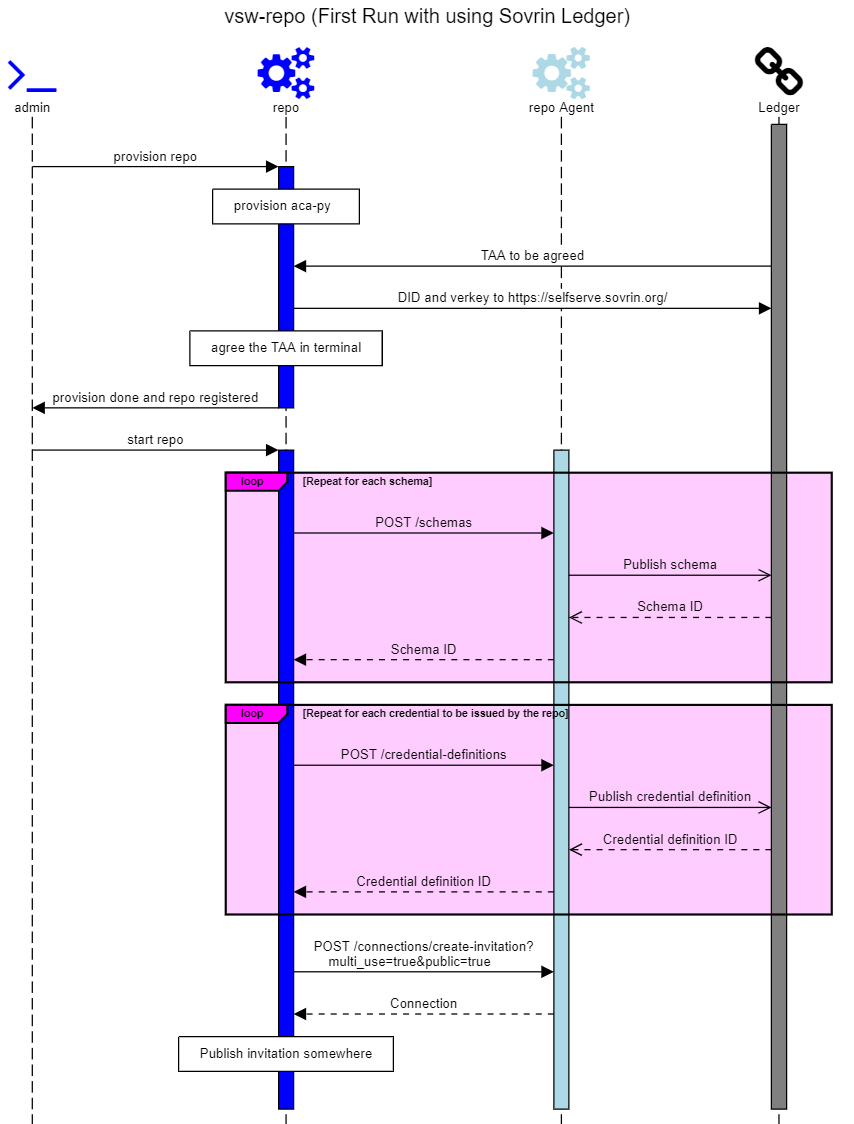 vsw-repo (First Run with using Sovrin Ledger)
admin
repo
repo Agent
Ledger
provision repo
provision aca-py
TAA to be agreed
DID and verkey to https://selfserve.sovrin.org/
agree the TAA in terminal
provision done and repo registered
start repo
loop
[Repeat for each schema]
POST /schemas
Publish schema
Schema ID
Schema ID
loop
[Repeat for each credential to be issued by the repo]
POST /credential-definitions
Publish credential definition
Credential definition ID
Credential definition ID
POST /connections/create-invitation?
multi_use=true&public=true
Connection
Publish invitation somewhere